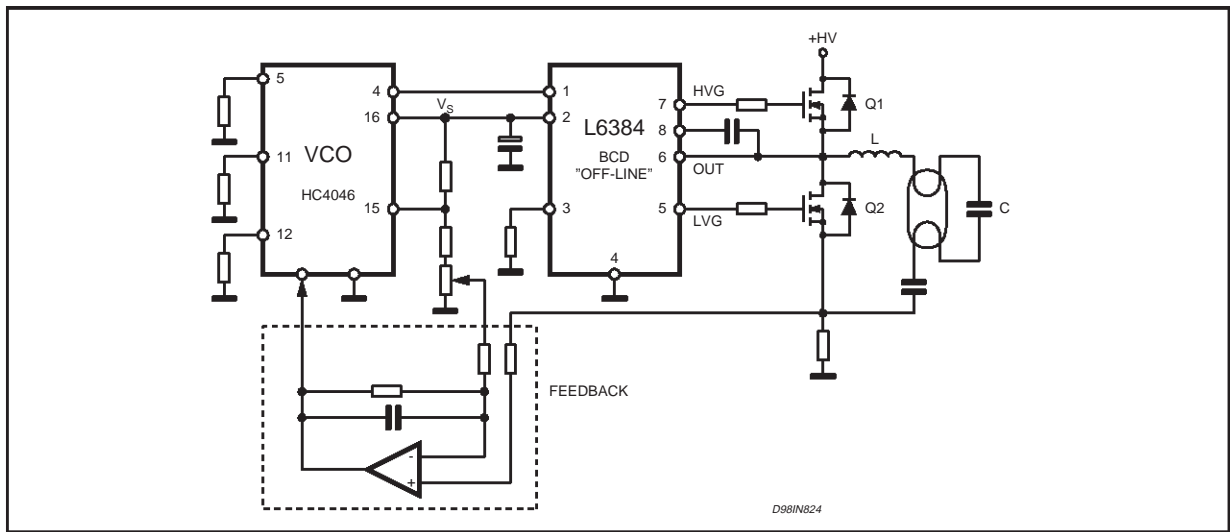 +HV
5
4
1
HVG
7
Q1
VS
16
2
L6384
8
L
VCO
BCD
"OFF-LINE"
6
OUT
11
HC4046
15
3
5
LVG
Q2
C
12
4
FEEDBACK
-
+
D98IN824